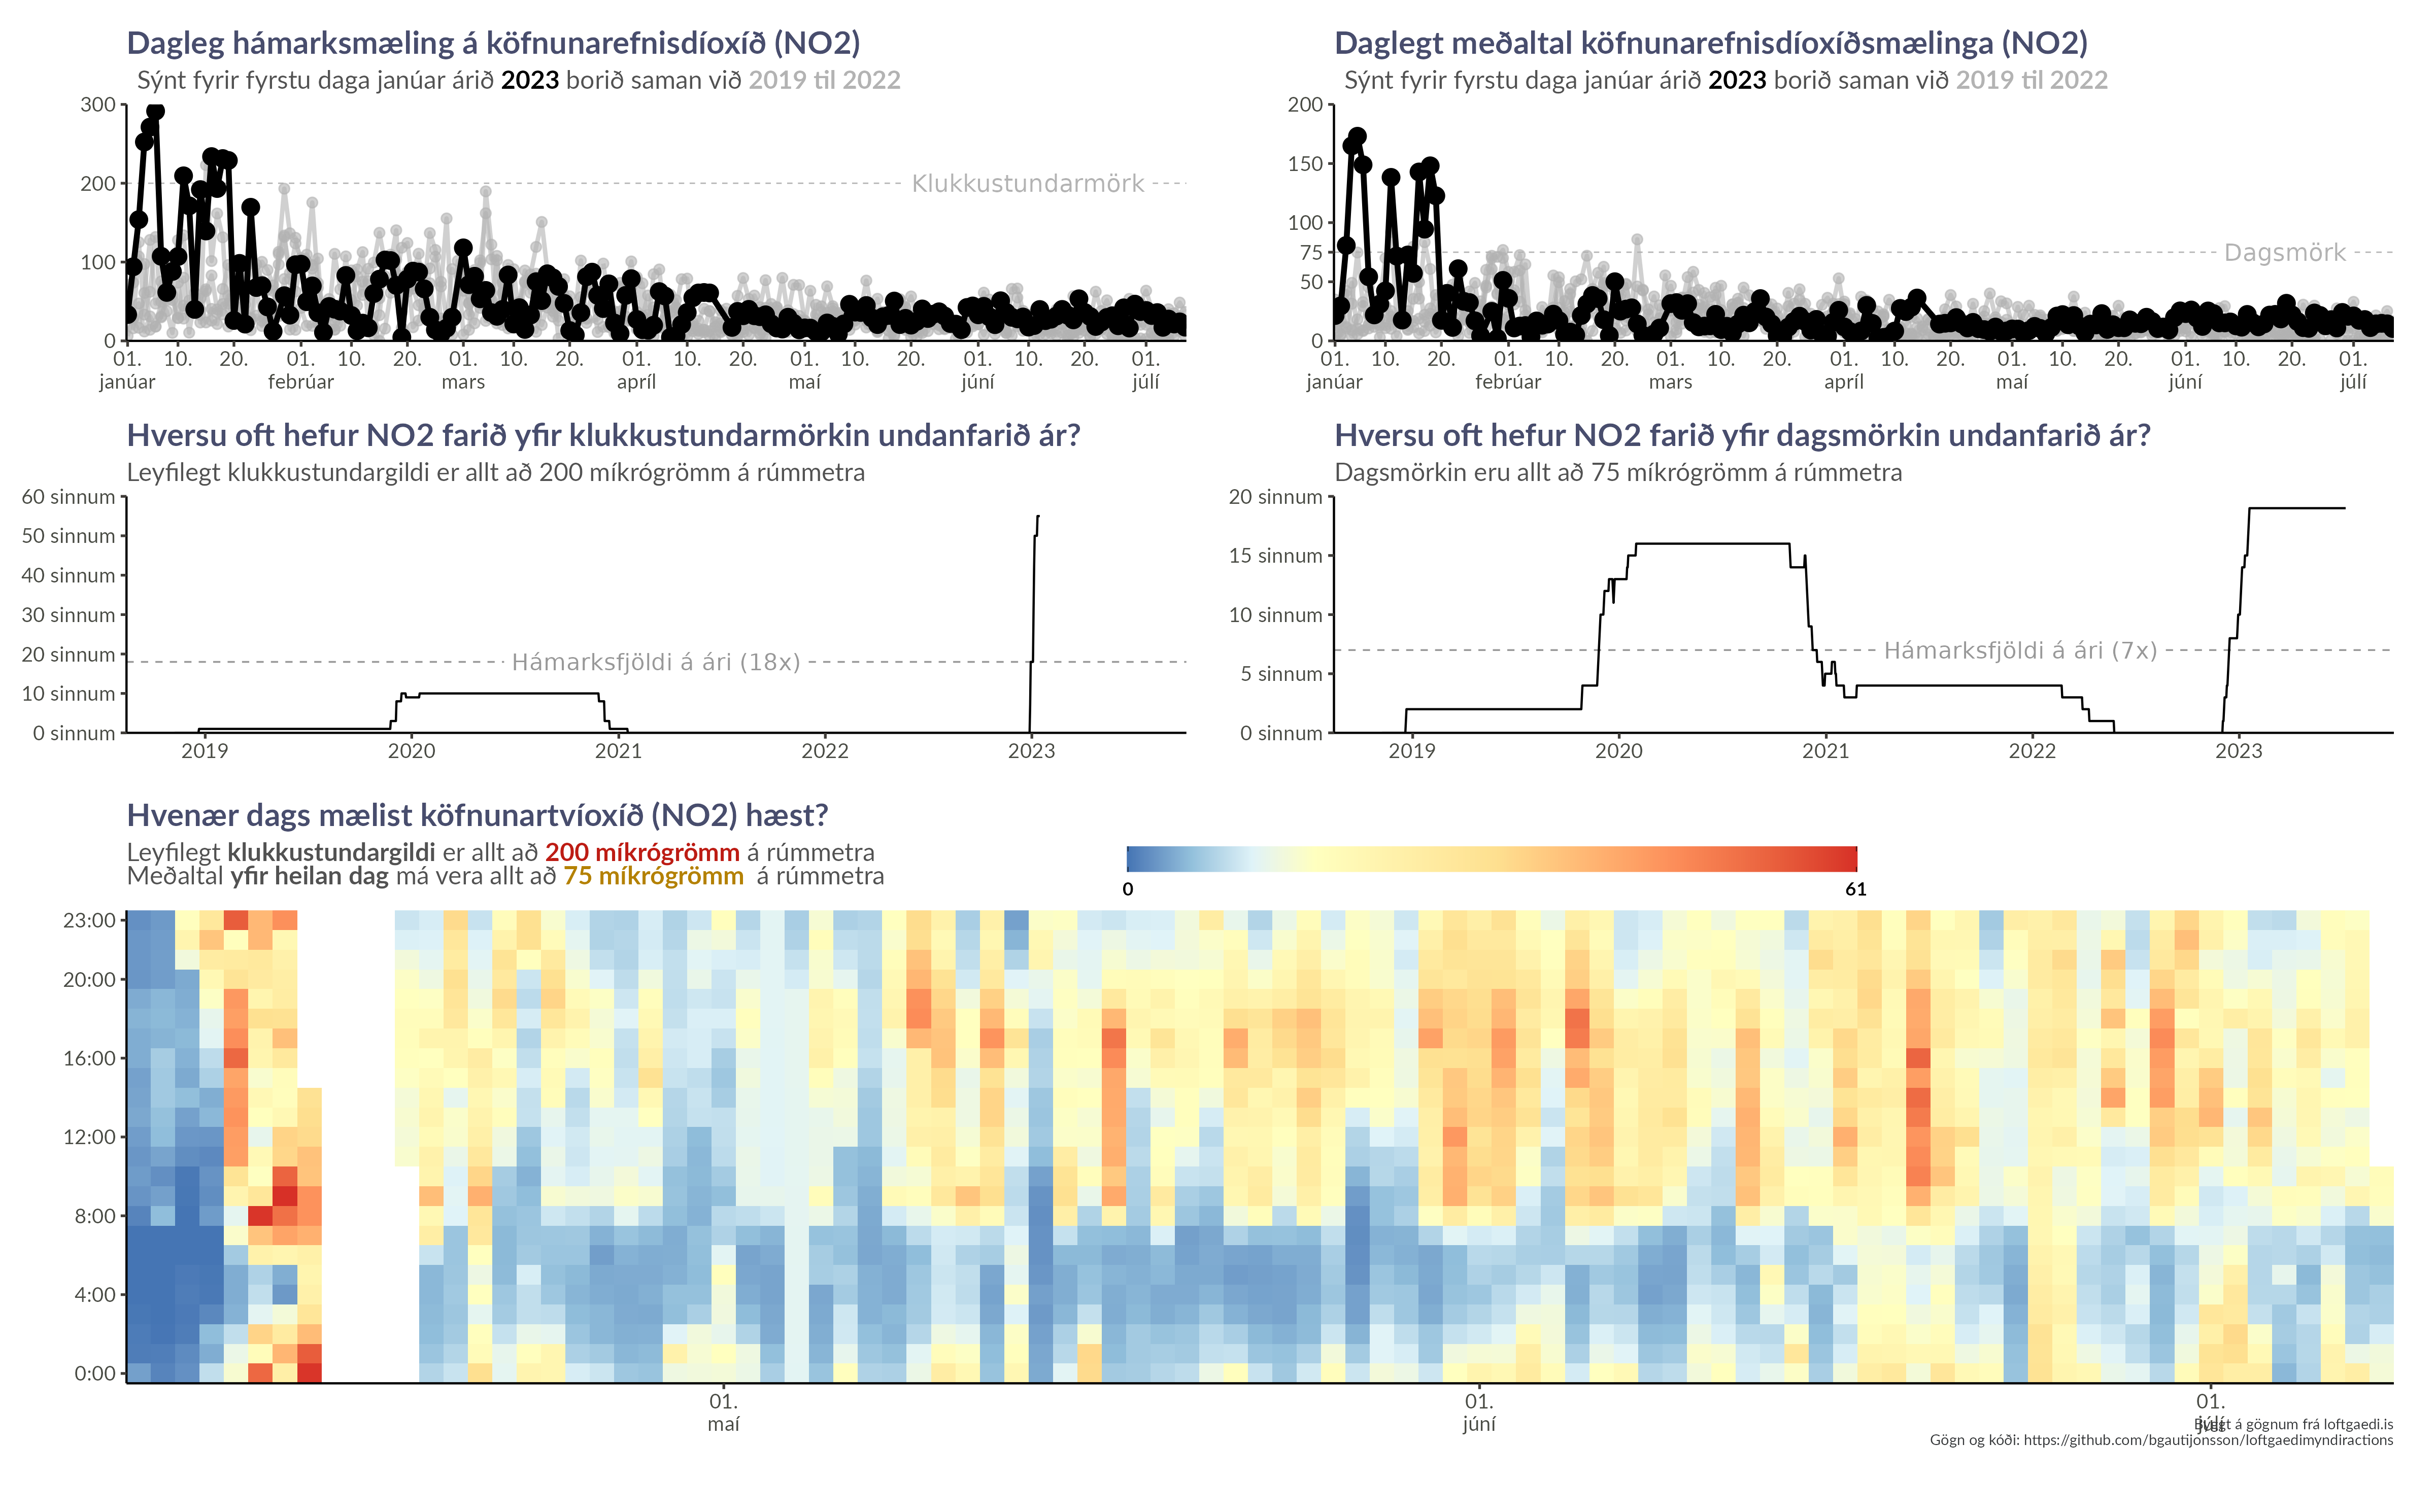 Dagleg hámarksmæling á köfnunarefnisdíoxíð (NO2)
Sýnt fyrir fyrstu daga janúar árið 2023 borið saman við 2019 til 2022
300
200
100
0
Klukkustundarmörk
01. 10. 20. 01. 10. 20. 01. 10. 20. 01. 10. 20. 01. 10. 20. 01. 10. 20. 01.
janúar febrúar mars apríl maí júní júlí
Daglegt meðaltal köfnunarefnisdíoxíðsmælinga (NO2)
Sýnt fyrir fyrstu daga janúar árið 2023 borið saman við 2019 til 2022
200
150
100
75
50
0
Dagsmörk
01. 10. 20. 01. 10. 20. 01. 10. 20. 01. 10. 20. 01. 10. 20. 01. 10. 20. 01.
janúar febrúar mars apríl maí júní júlí
Hversu oft hefur NO2 farið yfir klukkustundarmörkin undanfarið ár?
Leyfilegt klukkustundargildi er allt að 200 míkrógrömm á rúmmetra
60 sinnum
50 sinnum
40 sinnum
30 sinnum
20 sinnum
10 sinnum
0 sinnum
Hámarksfjöldi á ári (18x)
2019 2020 2021 2022 2023
Hversu oft hefur NO2 farið yfir dagsmörkin undanfarið ár?
Dagsmörkin eru allt að 75 míkrógrömm á rúmmetra
20 sinnum
15 sinnum
10 sinnum
5 sinnum
0 sinnum
Hámarksfjöldi á ári (7x)
2019 2020 2021 2022 2023
Hvenær dags mælist köfnunartvíoxíð (NO2) hæst?
Leyfilegt klukkustundargildi er allt að 200 míkrógrömm á rúmmetra
Meðaltal yfir heilan dag má vera allt að 75 míkrógrömm á rúmmetra
0 61
23:00
20:00
16:00
12:00
8:00
4:00
0:00
01. 01. 01.
maí júní júlí
Byggt á gögnum frá loftgaedi.is
Gögn og kóði: https://github.com/bgautijonsson/loftgaedimyndiractions